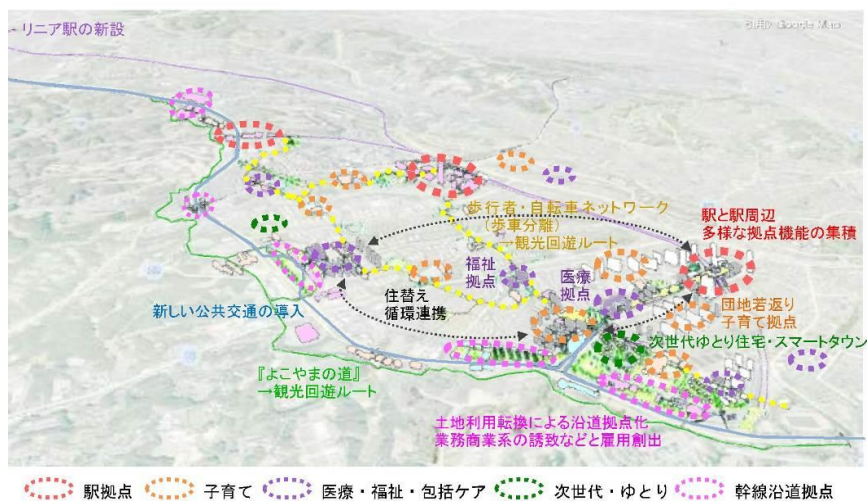 リニア駅の新設
引用) Google Map
歩行者・自転車ネットワーク
（歩車分離）
→観光回遊ルート
駅と駅周辺
多様な拠点機能の集積
福祉
拠点
医療
拠点
住替え
循環連携
新しい公共交通の導入
団地若返り
子育て拠点
次世代ゆとり住宅・スマートタウン
『よこやまの道』
→観光回遊ルート
土地利用転換による沿道拠点化
業務商業系の誘致などと雇用創出
駅拠点 子育て 医療・福祉・包括ケア 次世代・ゆとり 幹線沿道拠点